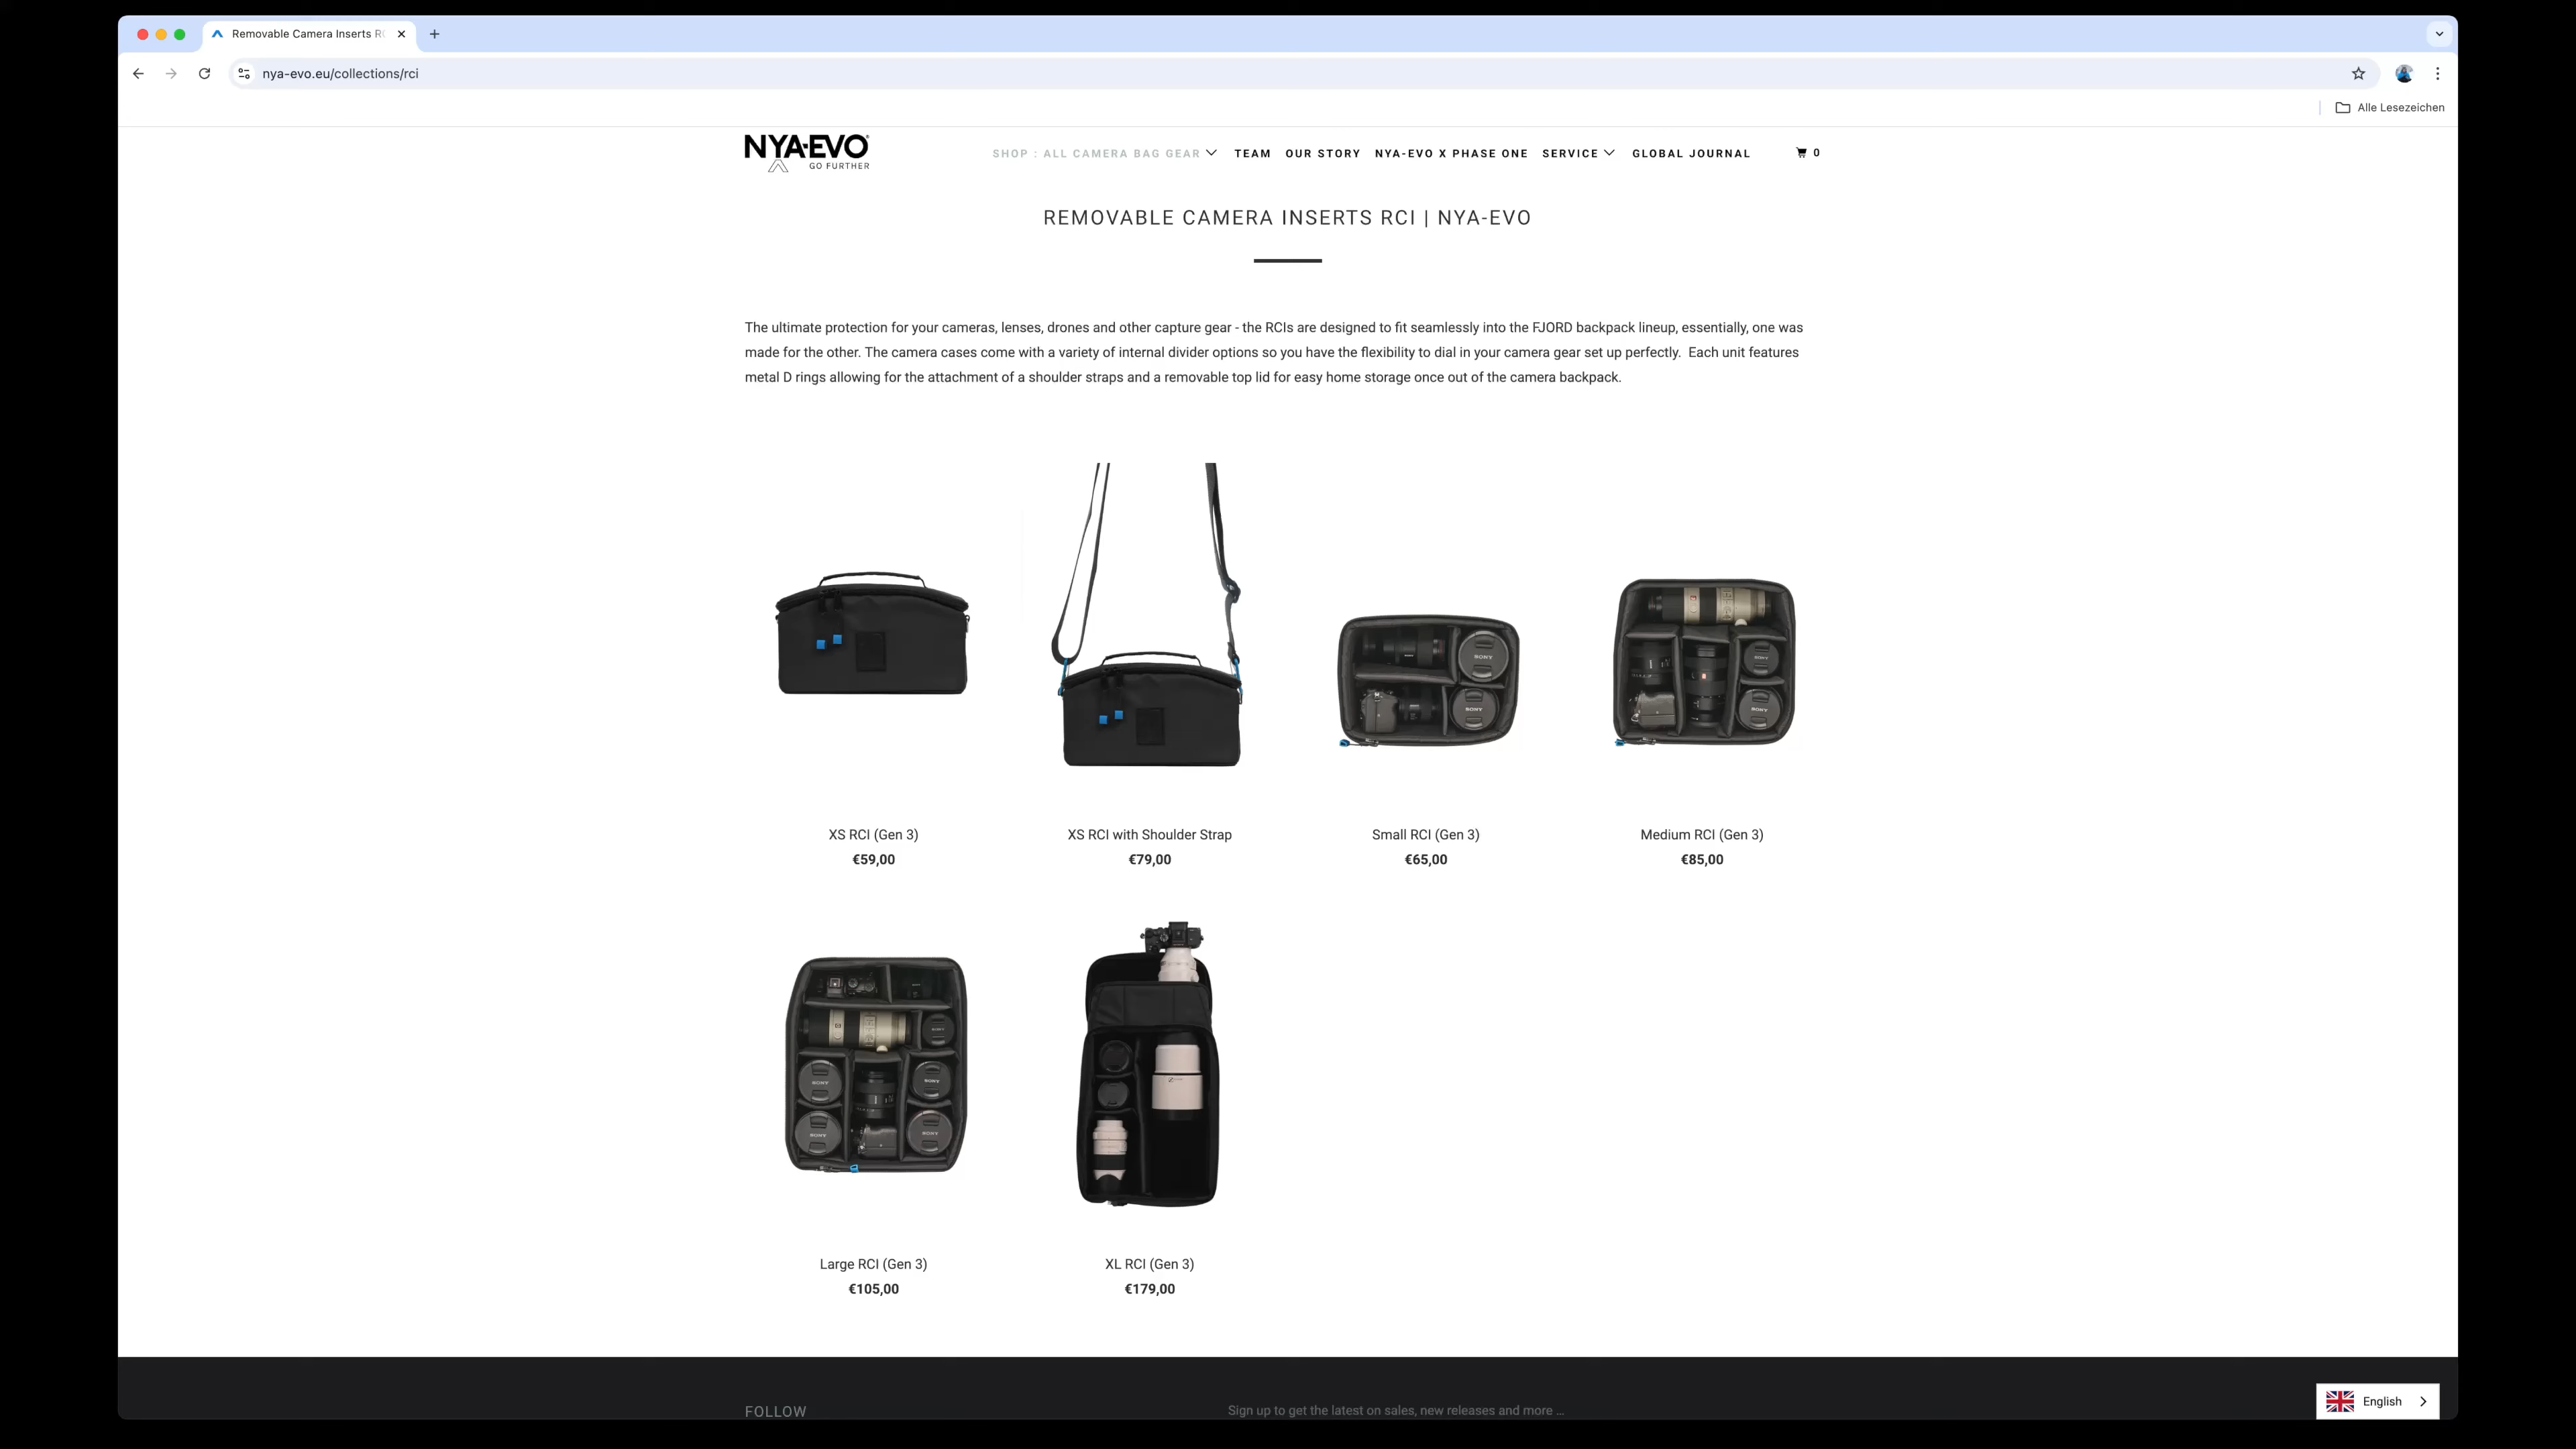 Removable Camera Inserts RC
nya-evo.eu/collections/rci
Alle Lesezeichen
NYA-EVO
GO FURTHER
SHOP : ALL CAMERA BAG GEAR
TEAM
OUR STORY
NYA-EVO X PHASE ONE
SERVICE
GLOBAL JOURNAL
0
REMOVABLE CAMERA INSERTS RCI | NYA-EVO
The ultimate protection for your cameras, lenses, drones and other capture gear - the RCIs are designed to fit seamlessly into the FJORD backpack lineup, essentially, one was
made for the other. The camera cases come with a variety of internal divider options so you have the flexibility to dial in your camera gear set up perfectly.  Each unit features
metal D rings allowing for the attachment of a shoulder straps and a removable top lid for easy home storage once out of the camera backpack.
SONY
SONY
XS RCI (Gen 3)
€59,00
XS RCI with Shoulder Strap
€79,00
Small RCI (Gen 3)
€65,00
Medium RCI (Gen 3)
€85,00
SONY
SONY
SONY
SONY
Large RCI (Gen 3)
€105,00
XL RCI (Gen 3)
€179,00
FOLLOW
Sign up to get the latest on sales, new releases and more ...
English